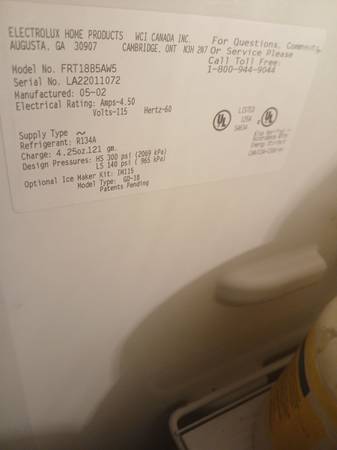 ELECTROLUX HOME PRODUCTS WCI CANADA INC.
AUGUSTA, GA 30907 CAMBRIDGE, ONT N3H 2N7
For Questions, Comments,
Or Service Please
Call Toll Free:
1-800-944-9044
Model No. FRT18B5AW5
Serial No. LA22011072
Manufactured: 05-02
Electrical Rating: Amps-4.50
Volts-115 Hertz-60
UL LISTED
UL
Supply Type ~
Refrigerant: R134A
Charge: 4.25oz.121 gm.
Design Pressures: HS 300 psi (2069 kPa)
LS 140 psi ( 965 kPa)
Optional Ice Maker Kit: IM115
Model Type: GD-18
Patents Pending